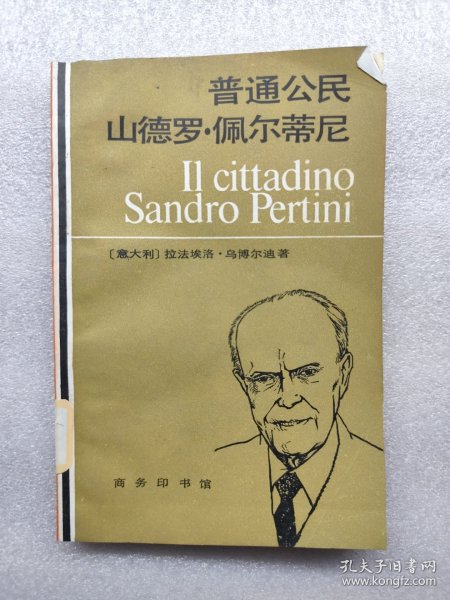 普通公民
山德罗·佩尔蒂尼
Il cittadino
Sandro Pertini
〔意大利〕拉法埃洛·乌博尔迪著
商务印书馆
孔夫子旧书网
www.kongfz.com